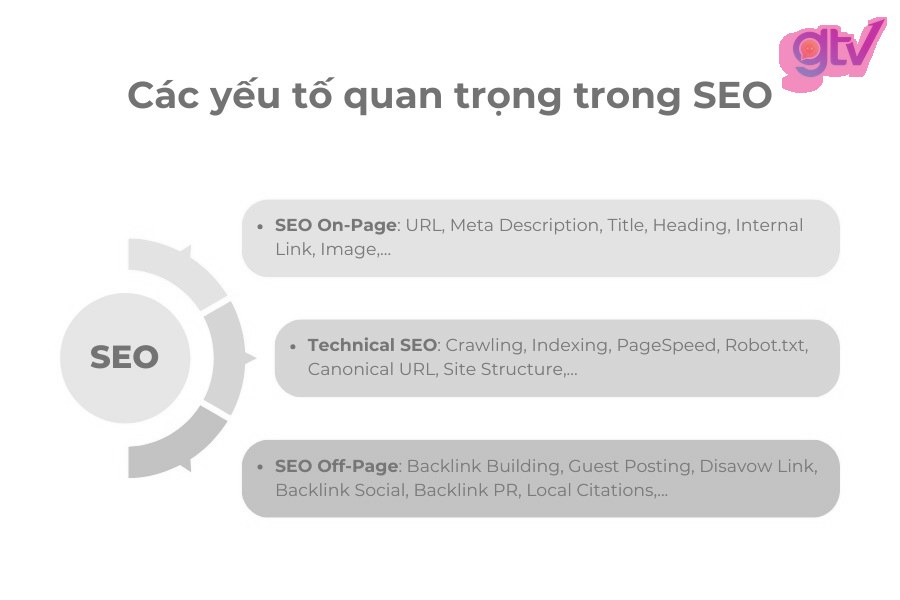 gtv
Các yếu tố quan trọng trong SEO
• SEO On-Page: URL, Meta Description, Title, Heading, Internal
Link, Image,...
SEO
• Technical SEO: Crawling, Indexing, PageSpeed, Robot.txt,
Canonical URL, Site Structure,...
• SEO Off-Page: Backlink Building, Guest Posting, Disavow Link,
Backlink Social, Backlink PR, Local Citations,...